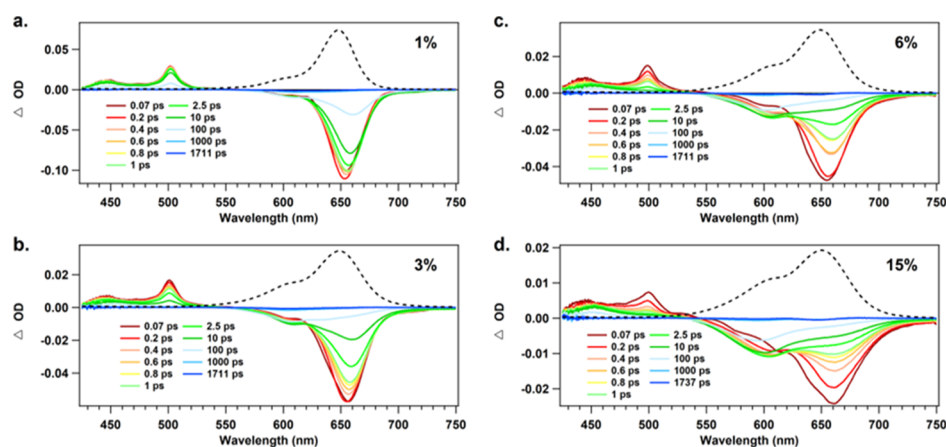 a.
1%
0.05
0.00
-0.05
-0.10
△ OD
0.07 ps
0.2 ps
0.4 ps
0.6 ps
0.8 ps
1 ps
2.5 ps
10 ps
100 ps
1000 ps
1711 ps
450 500 550 600 650 700 750
Wavelength (nm)
b.
3%
0.02
0.00
-0.02
-0.04
△ OD
0.07 ps
0.2 ps
0.4 ps
0.6 ps
0.8 ps
1 ps
2.5 ps
10 ps
100 ps
1000 ps
1711 ps
450 500 550 600 650 700 750
Wavelength (nm)
c.
6%
0.02
0.00
-0.02
-0.04
△ OD
0.07 ps
0.2 ps
0.4 ps
0.6 ps
0.8 ps
1 ps
2.5 ps
10 ps
100 ps
1000 ps
1711 ps
450 500 550 600 650 700 750
Wavelength (nm)
d.
15%
0.02
0.01
0.00
-0.01
-0.02
△ OD
0.07 ps
0.2 ps
0.4 ps
0.6 ps
0.8 ps
1 ps
2.5 ps
10 ps
100 ps
1000 ps
1737 ps
450 500 550 600 650 700 750
Wavelength (nm)